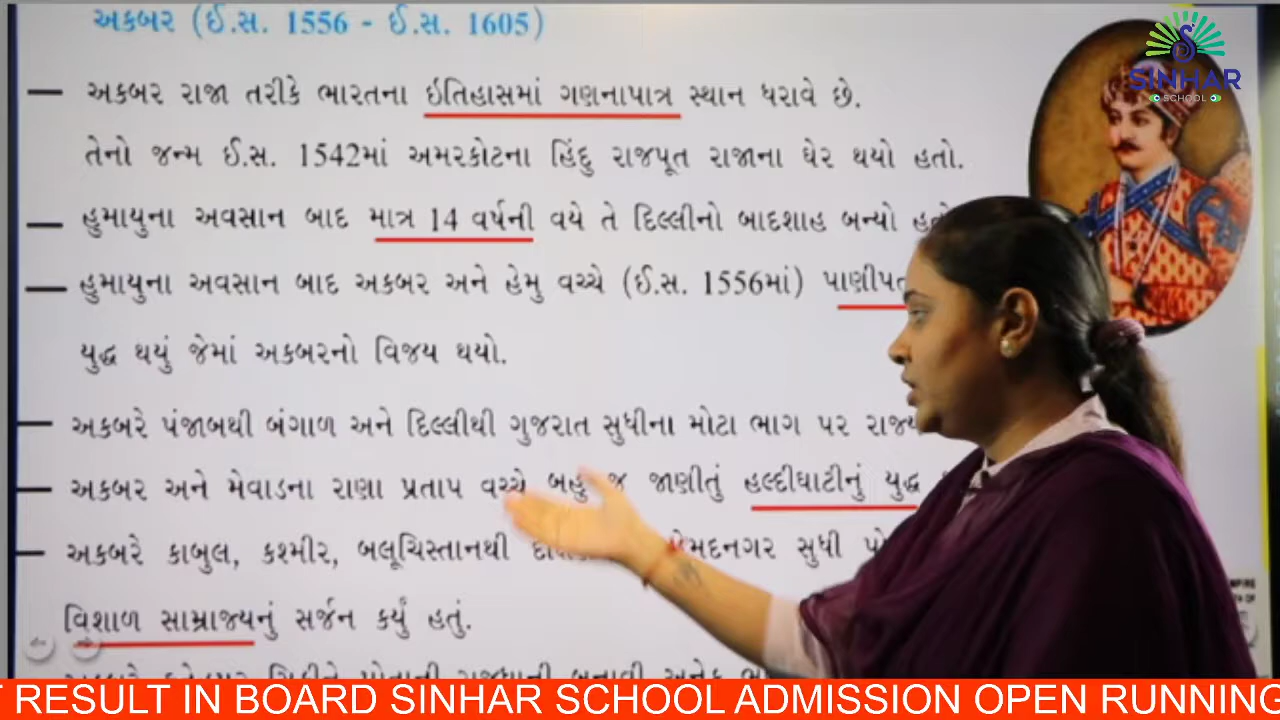 અકબર (ઈ.સ. 1556 - ઈ.સ. 1605)
SINHAR
SCHOOL
અકબર રાજા તરીકે ભારતના ઇતિહાસમાં ગણનાપાત્ર સ્થાન ધરાવે છે.
તેનો જન્મ ઈ.સ. 1542માં અમરકોટના હિંદુ રાજપૂત રાજાના ઘેર થયો હતો.
હુમાયુના અવસાન બાદ માત્ર 14 વર્ષની વયે તે દિલ્લીનો બાદશાહ બન્યો
હુમાયુના અવસાન બાદ અકબર અને હેમુ વચ્ચે (ઈ.સ. 1556માં)
યુદ્ધ થયું જેમાં અકબરનો વિજય થયો.
અકબરે પંજાબથી બંગાળ અને દિલ્લીથી ગુજરાત સુધીના મોટા ભાગ પર
અકબર અને મેવાડના રાણા પ્રતાપ વચ્ચે બહુ જ જાણીતું હલ્દીઘાટીનું યુદ્ધ
અકબરે કાબુલ, કશ્મીર, બલૂચિસ્તાનથી સુધી
વિશાળ સામ્રાજ્યનું સર્જન કર્યું હતું.
RESULT IN BOARD SINHAR SCHOOL ADMISSION OPEN RUNNING